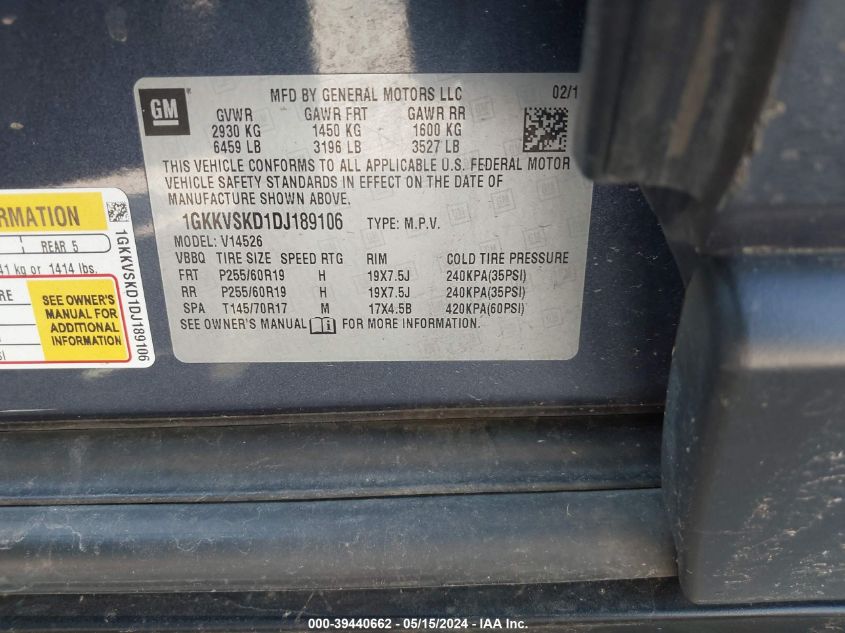 GM
MFD BY GENERAL MOTORS LLC 02/1
GVWR GAWR FRT GAWR RR
2930 KG 1450 KG 1600 KG
6459 LB 3196 LB 3527 LB
THIS VEHICLE CONFORMS TO ALL APPLICABLE U.S. FEDERAL MOTOR
VEHICLE SAFETY STANDARDS IN EFFECT ON THE DATE OF
MANUFACTURE SHOWN ABOVE.
1GKKVSKD1DJ189106 TYPE: M.P.V.
MODEL: V14526
VBBQ TIRE SIZE SPEED RTG RIM COLD TIRE PRESSURE
FRT P255/60R19 H 19X7.5J 240KPA(35PSI)
RR P255/60R19 H 19X7.5J 240KPA(35PSI)
SPA T145/70R17 M 17X4.5B 420KPA(60PSI)
SEE OWNER'S MANUAL FOR MORE INFORMATION.
RMATION
REAR 5
41 kg or 1414 lbs.
RE
SEE OWNER'S
MANUAL FOR
ADDITIONAL
INFORMATION
SI
1GKKVSKD1DJ189106
000-39440662 - 05/15/2024 - IAA Inc.